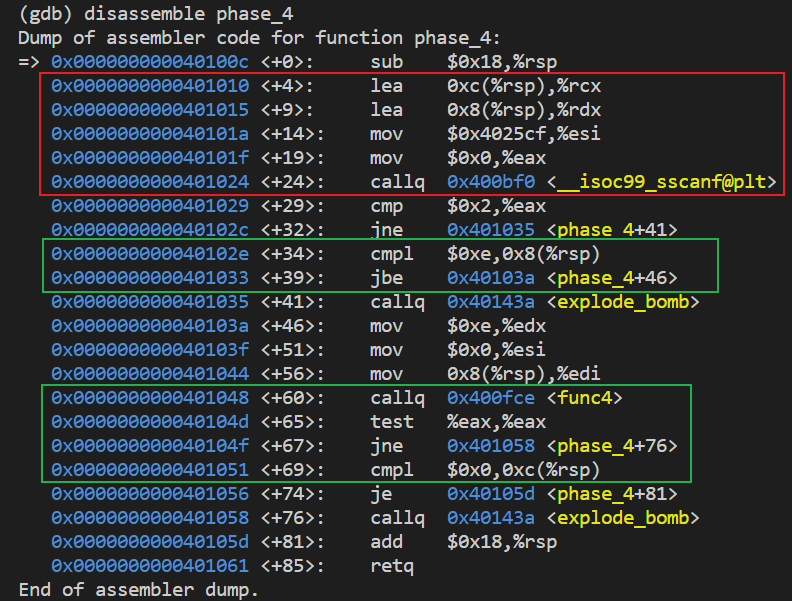 (gdb) disassemble phase_4
Dump of assembler code for function phase_4:
=> 0x000000000040100c <+0>:     sub    $0x18,%rsp
   0x0000000000401010 <+4>:     lea    0xc(%rsp),%rcx
   0x0000000000401015 <+9>:     lea    0x8(%rsp),%rdx
   0x000000000040101a <+14>:    mov    $0x4025cf,%esi
   0x000000000040101f <+19>:    mov    $0x0,%eax
   0x0000000000401024 <+24>:    callq  0x400bf0 <__isoc99_sscanf@plt>
   0x0000000000401029 <+29>:    cmp    $0x2,%eax
   0x000000000040102c <+32>:    jne    0x401035 <phase_4+41>
   0x000000000040102e <+34>:    cmpl   $0xe,0x8(%rsp)
   0x0000000000401033 <+39>:    jbe    0x40103a <phase_4+46>
   0x0000000000401035 <+41>:    callq  0x40143a <explode_bomb>
   0x000000000040103a <+46>:    mov    $0xe,%edx
   0x000000000040103f <+51>:    mov    $0x0,%esi
   0x0000000000401044 <+56>:    mov    0x8(%rsp),%edi
   0x0000000000401048 <+60>:    callq  0x400fce <func4>
   0x000000000040104d <+65>:    test   %eax,%eax
   0x000000000040104f <+67>:    jne    0x401058 <phase_4+76>
   0x0000000000401051 <+69>:    cmpl   $0x0,0xc(%rsp)
   0x0000000000401056 <+74>:    je     0x40105d <phase_4+81>
   0x0000000000401058 <+76>:    callq  0x40143a <explode_bomb>
   0x000000000040105d <+81>:    add    $0x18,%rsp
   0x0000000000401061 <+85>:    retq
End of assembler dump.